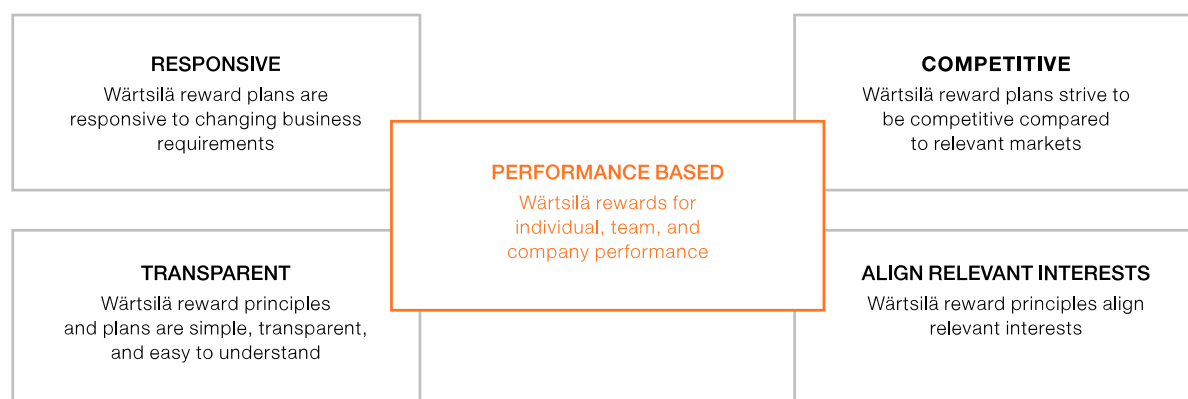 RESPONSIVE
Wärtsilä reward plans are
responsive to changing business
requirements
COMPETITIVE
Wärtsilä reward plans strive to
be competitive compared
to relevant markets
PERFORMANCE BASED
Wärtsilä rewards for
individual, team, and
company performance
TRANSPARENT
Wärtsilä reward principles
and plans are simple, transparent,
and easy to understand
ALIGN RELEVANT INTERESTS
Wärtsilä reward principles align
relevant interests